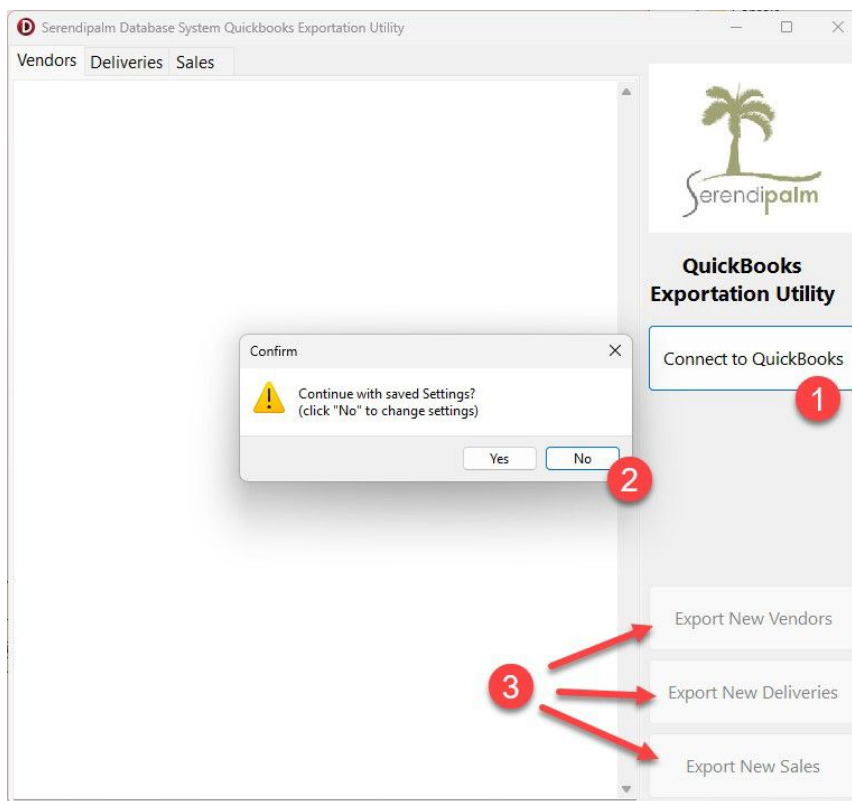 Serendipalm Database System Quickbooks Exportation Utility
Vendors Deliveries Sales
Serendipalm
QuickBooks
Exportation Utility
Connect to QuickBooks
1
Confirm
Continue with saved Settings?
(click "No" to change settings)
Yes No
2
Export New Vendors
3
Export New Deliveries
Export New Sales